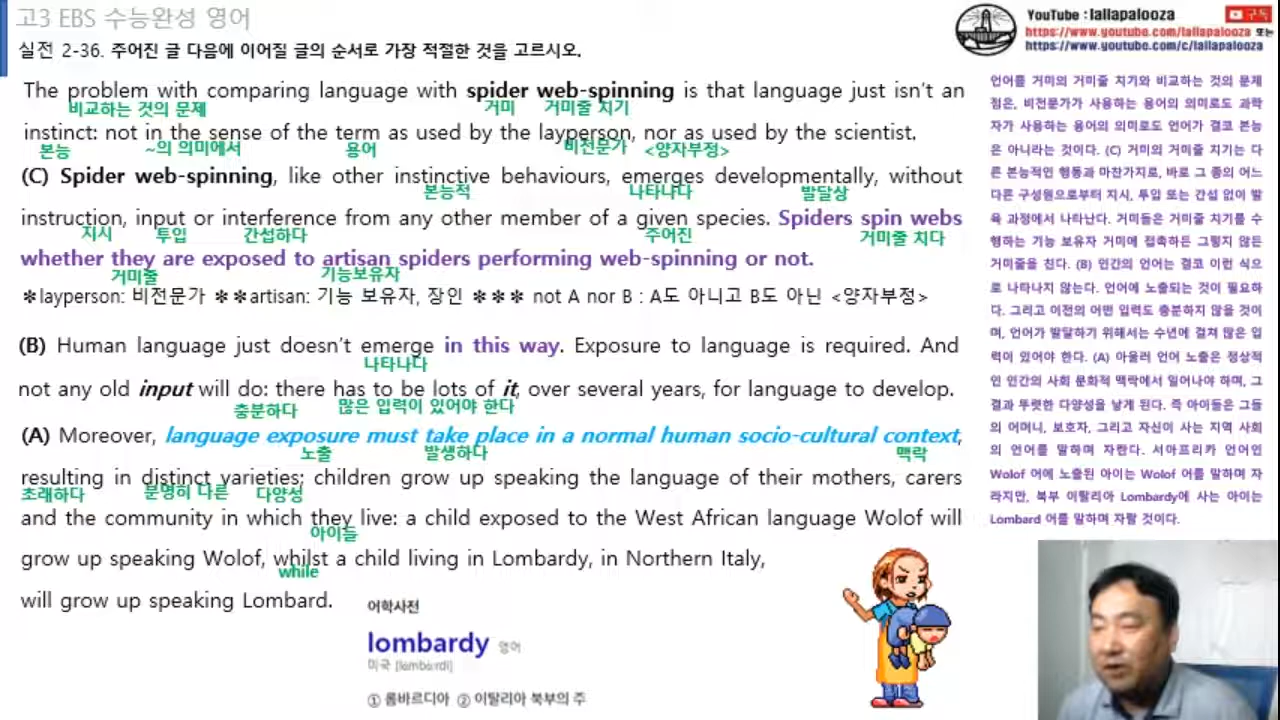 고3 EBS 수능완성 영어
실전 2-36. 주어진 글 다음에 이어질 글의 순서로 가장 적절한 것을 고르시오.
YouTube : lallapalooza
구독
https://www.youtube.com/lallapalooza 또는
https://www.youtube.com/c/lallapalooza
The problem with comparing language with spider web-spinning is that language just isn't an
비교하는 것의 문제 거미 거미줄 치기
instinct: not in the sense of the term as used by the layperson, nor as used by the scientist.
본능 ~의 의미에서 용어 비전문가 <양자부정>
(C) Spider web-spinning, like other instinctive behaviours, emerges developmentally, without
본능적 나타나다 발달상
instruction, input or interference from any other member of a given species. Spiders spin webs
지시 투입 간섭하다 주어진 거미줄 치다
whether they are exposed to artisan spiders performing web-spinning or not.
거미줄 기능보유자
∗layperson: 비전문가 ∗∗artisan: 기능 보유자, 장인 ∗∗∗ not A nor B : A도 아니고 B도 아닌 <양자부정>
(B) Human language just doesn't emerge in this way. Exposure to language is required. And
나타나다
not any old input will do: there has to be lots of it, over several years, for language to develop.
충분하다 많은 입력이 있어야 한다
(A) Moreover, language exposure must take place in a normal human socio-cultural context,
노출 발생하다 맥락
resulting in distinct varieties; children grow up speaking the language of their mothers, carers
초래하다 분명히 다른 다양성
and the community in which they live: a child exposed to the West African language Wolof will
아이들
grow up speaking Wolof, whilst a child living in Lombardy, in Northern Italy,
while
will grow up speaking Lombard.
어학사전
lombardy 영어
미국 [lɑ́mbərdi]
① 롬바르디아 ② 이탈리아 북부의 주
언어를 거미의 거미줄 치기와 비교하는 것의 문제
점은, 비전문가가 사용하는 용어의 의미로도 과학
자가 사용하는 용어의 의미로도 언어가 결코 본능
은 아니라는 것이다. (C) 거미의 거미줄 치기는 다
른 본능적인 행동과 마찬가지로, 바로 그 종의 어느
다른 구성원으로부터 지시, 투입 또는 간섭 없이 발
육 과정에서 나타난다. 거미들은 거미줄 치기를 수
행하는 기능 보유자 거미에 접촉하든 그렇지 않든
거미줄을 친다. (B) 인간의 언어는 결코 이런 식으
로 나타나지 않는다. 언어에 노출되는 것이 필요하
다. 그리고 이전의 어떤 입력도 충분하지 않을 것이
며, 언어가 발달하기 위해서는 수년에 걸쳐 많은 입
력이 있어야 한다. (A) 아울러 언어 노출은 정상적
인 인간의 사회 문화적 맥락에서 일어나야 하며, 그
결과 뚜렷한 다양성을 낳게 된다. 즉 아이들은 그들
의 어머니, 보호자, 그리고 자신이 사는 지역 사회
의 언어를 말하며 자란다. 서아프리카 언어인
Wolof 어에 노출된 아이는 Wolof 어를 말하며 자
라지만, 북부 이탈리아 Lombardy에 사는 아이는
Lombard 어를 말하며 자랄 것이다.